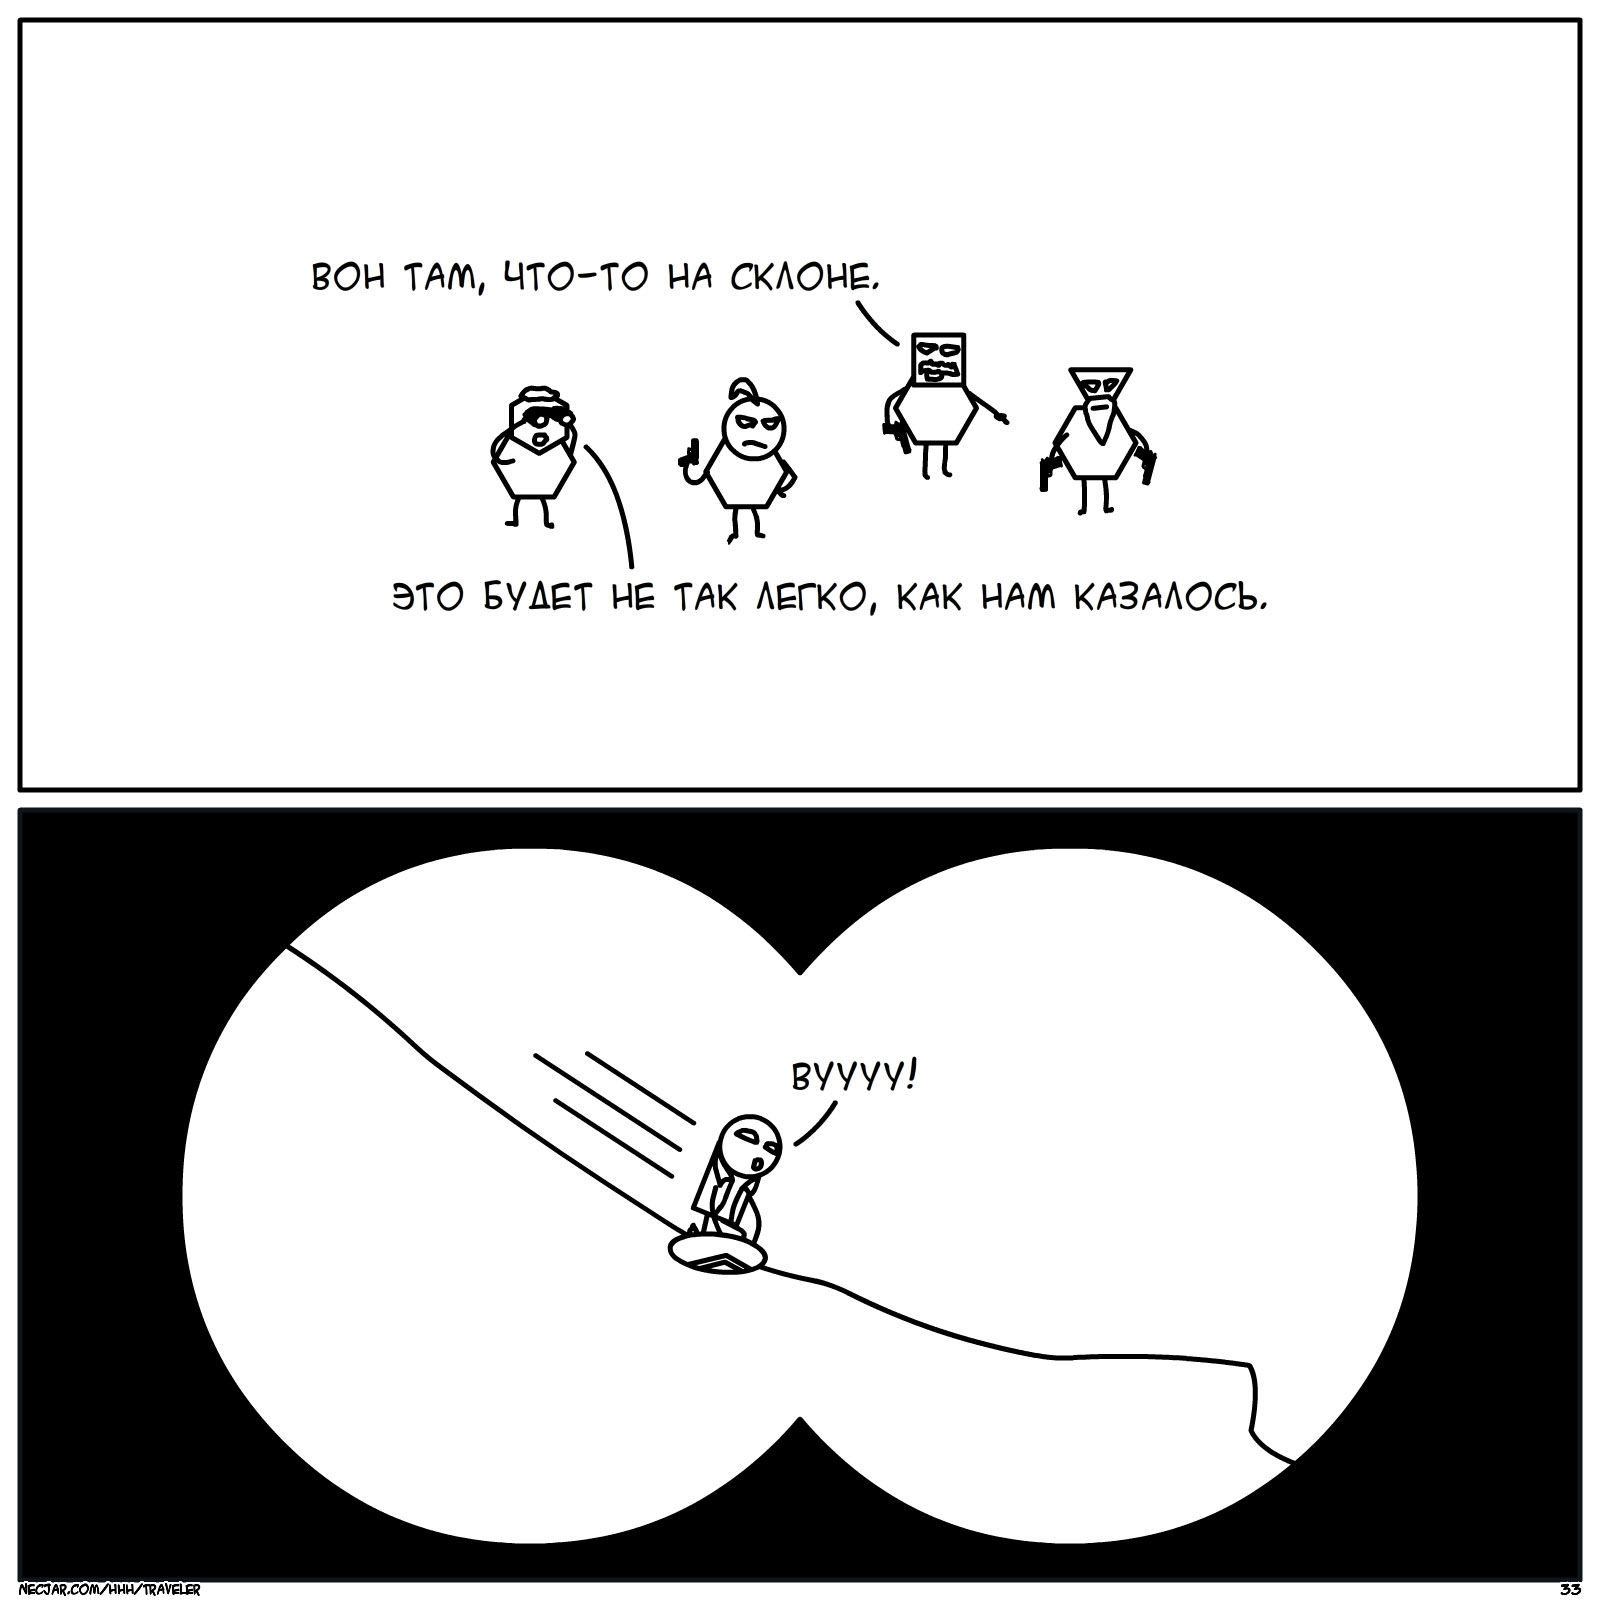 ВОН ТАМ, ЧТО-ТО НА СКЛОНЕ.
ЭТО БУДЕТ НЕ ТАК ЛЕГКО, КАК НАМ КАЗАЛОСЬ.
ВУУУУ!
NECJAR.COM/HHH/TRAVELER
33